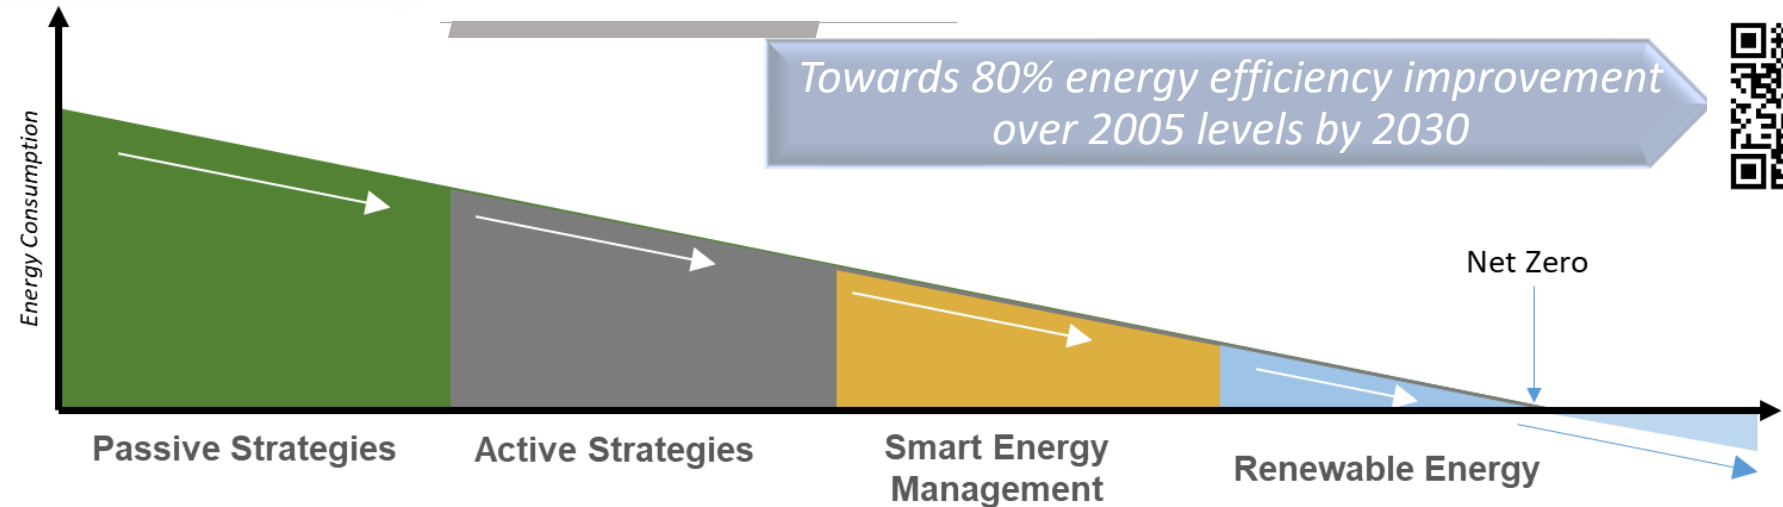 Towards 80% energy efficiency improvement
over 2005 levels by 2030
Energy Consumption
Net Zero
Passive Strategies
Active Strategies
Smart Energy
Management
Renewable Energy